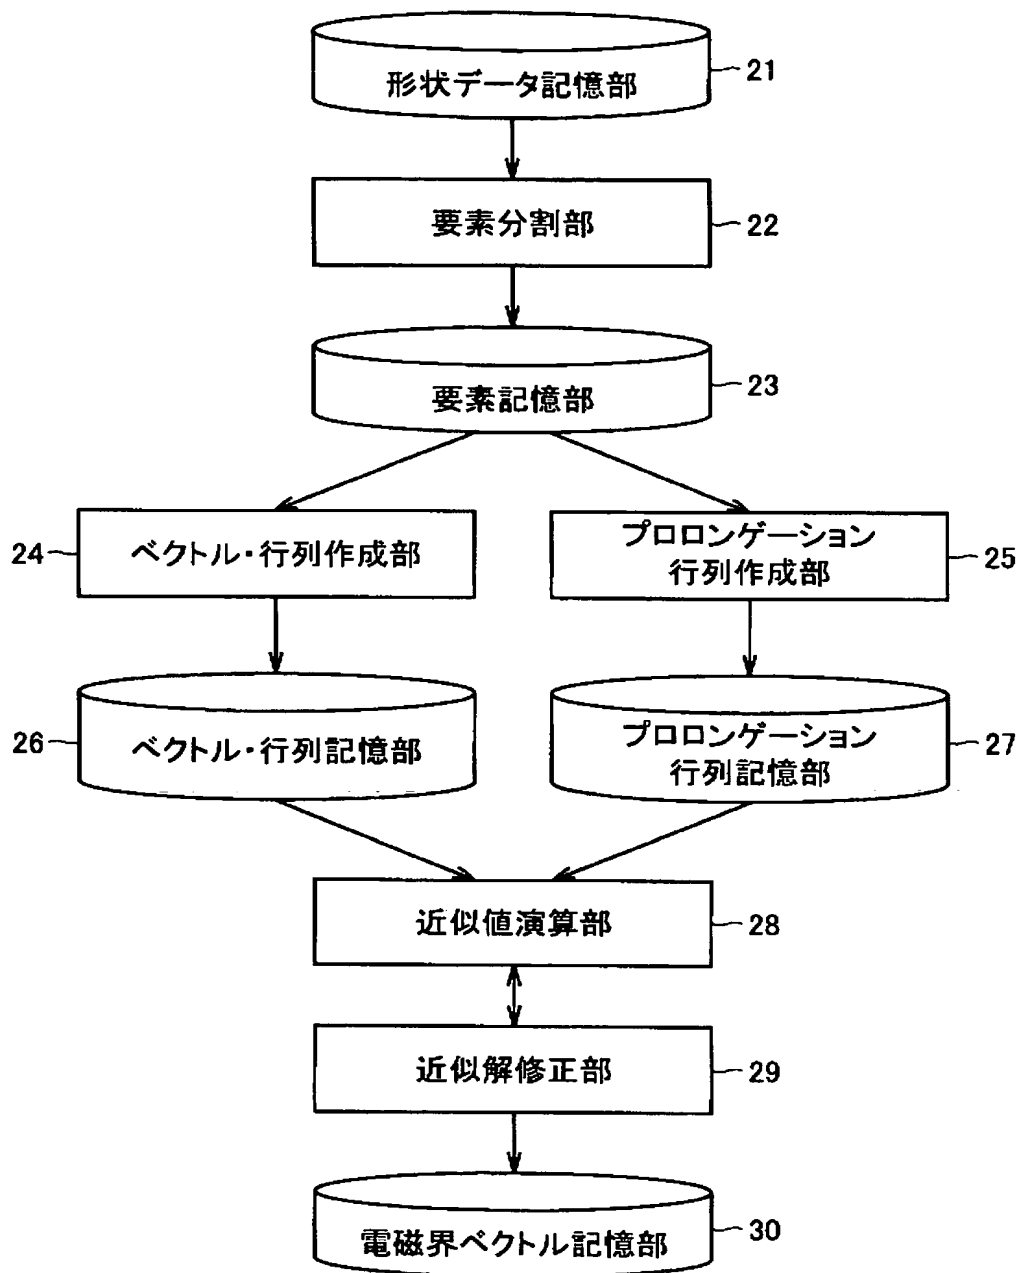 形状データ記憶部
21
要素分割部
22
要素記憶部
23
24
ベクトル・行列作成部
プロロンゲーション
行列作成部
25
26
ベクトル・行列記憶部
プロロンゲーション
行列記憶部
27
近似値演算部
28
近似解修正部
29
電磁界ベクトル記憶部
30